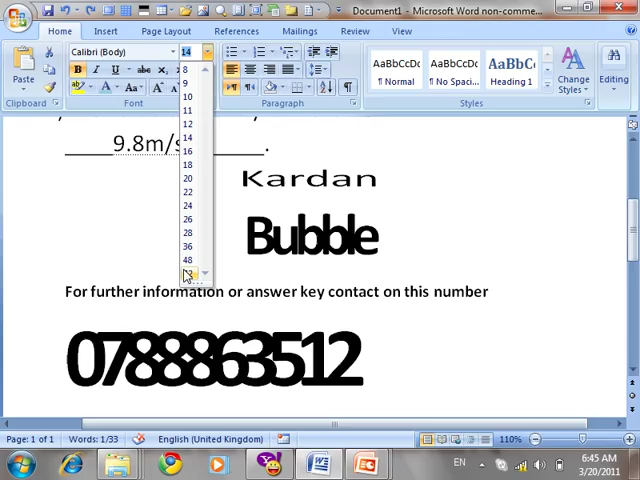 Document1 - Microsoft Word non-comme...
Home Insert Page Layout References Mailings Review View
Calibri (Body) 14
AaBbCcDc AaBbCcDc AaBbC
Paste
B I U abc x
Aa A
¶ Normal ¶ No Spaci... Heading 1
Change Styles
Editing
Clipboard Font Paragraph Styles
8
9
10
11
12
14
16
18
20
22
24
26
28
36
48
9.8m/s .
Kardan
Bubble
For further information or answer key contact on this number
0788863512
Page: 1 of 1 Words: 1/33 English (United Kingdom) 110%
EN 6:45 AM
3/20/2011